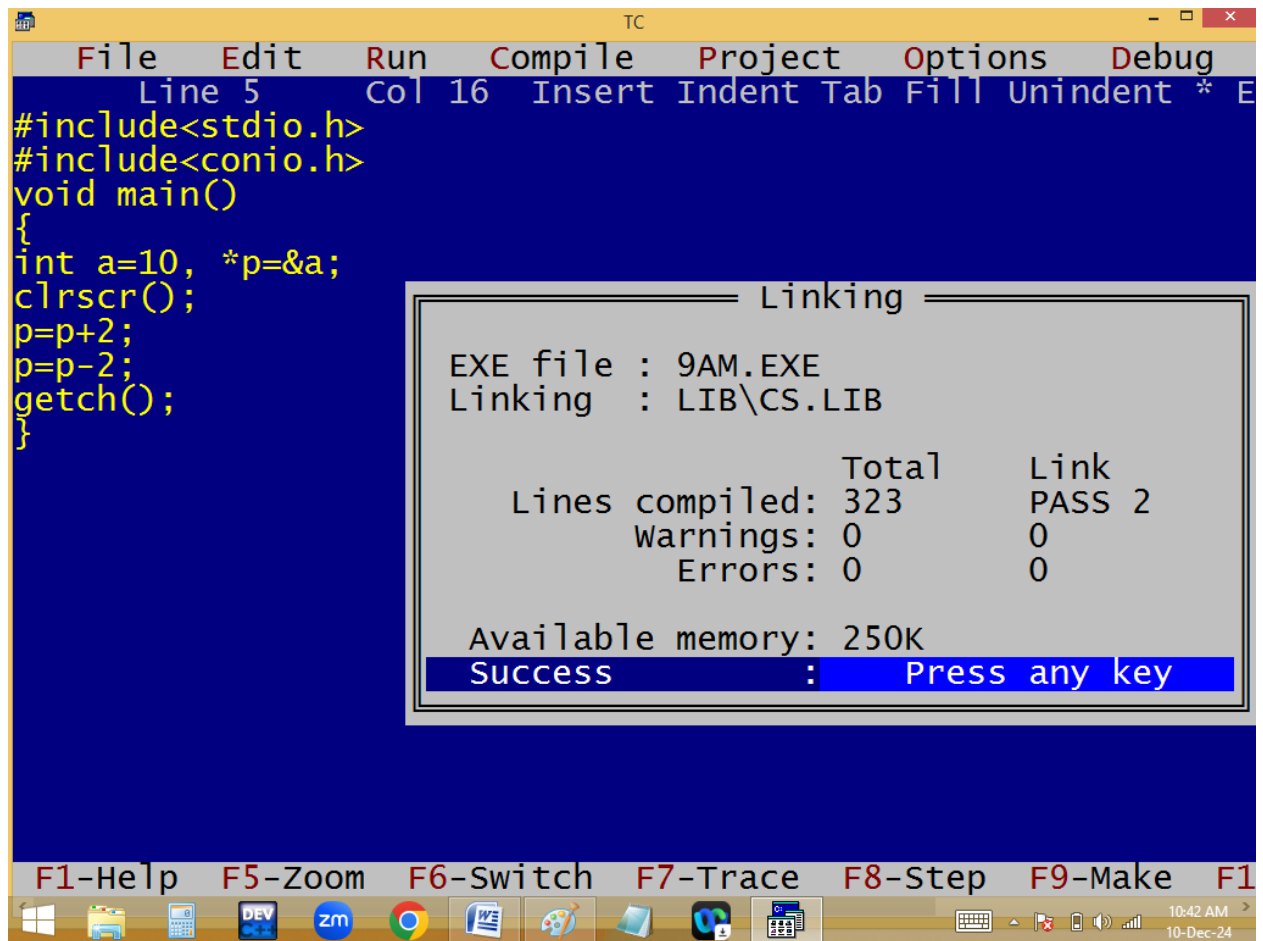 TC
File Edit Run Compile Project Options Debug
Line 5 Col 16 Insert Indent Tab Fill Unindent * E
#include<stdio.h>
#include<conio.h>
void main()
{
int a=10, *p=&a;
clrscr();
p=p+2;
p=p-2;
getch();
}
Linking
EXE file : 9AM.EXE
Linking : LIB\CS.LIB
Total Link
Lines compiled: 323 PASS 2
Warnings: 0 0
Errors: 0 0
Available memory: 250K
Success : Press any key
F1-Help F5-Zoom F6-Switch F7-Trace F8-Step F9-Make F1
DEV C++ zm W
10:42 AM
10-Dec-24